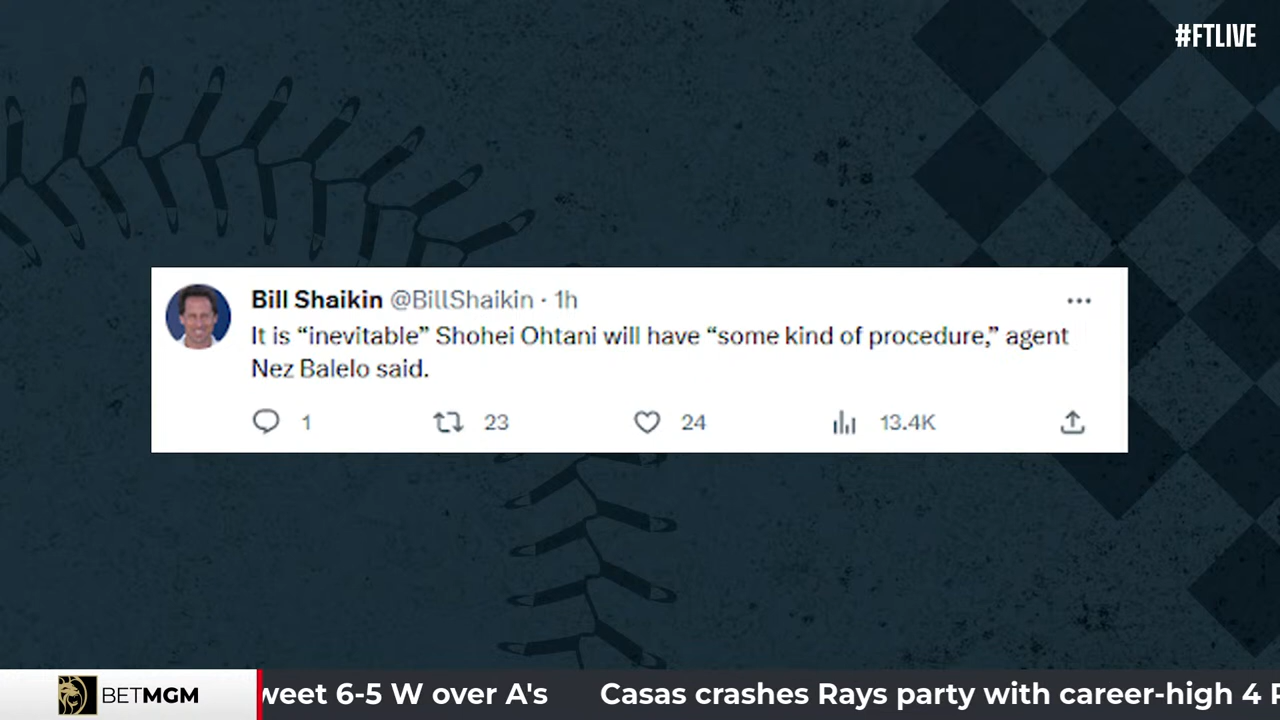 #FTLIVE
Bill Shaikin @BillShaikin · 1h
It is “inevitable” Shohei Ohtani will have “some kind of procedure,” agent
Nez Balelo said.
1 23 24 13.4K
BETMGM
weet 6-5 W over A's Casas crashes Rays party with career-high 4